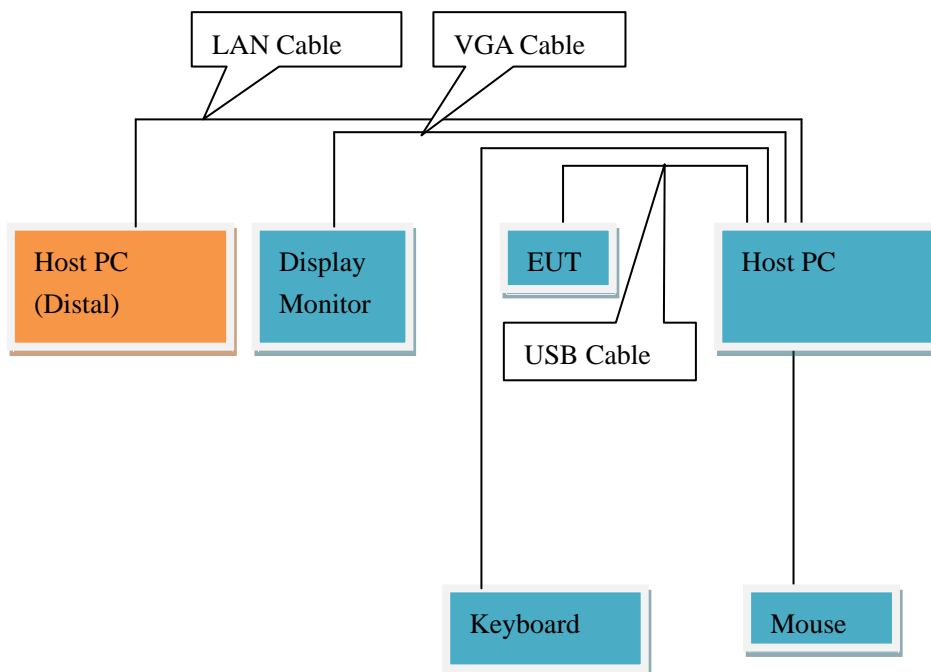 LAN Cable
VGA Cable
Host PC
(Distal)
Display
Monitor
EUT
Host PC
USB Cable
Keyboard
Mouse